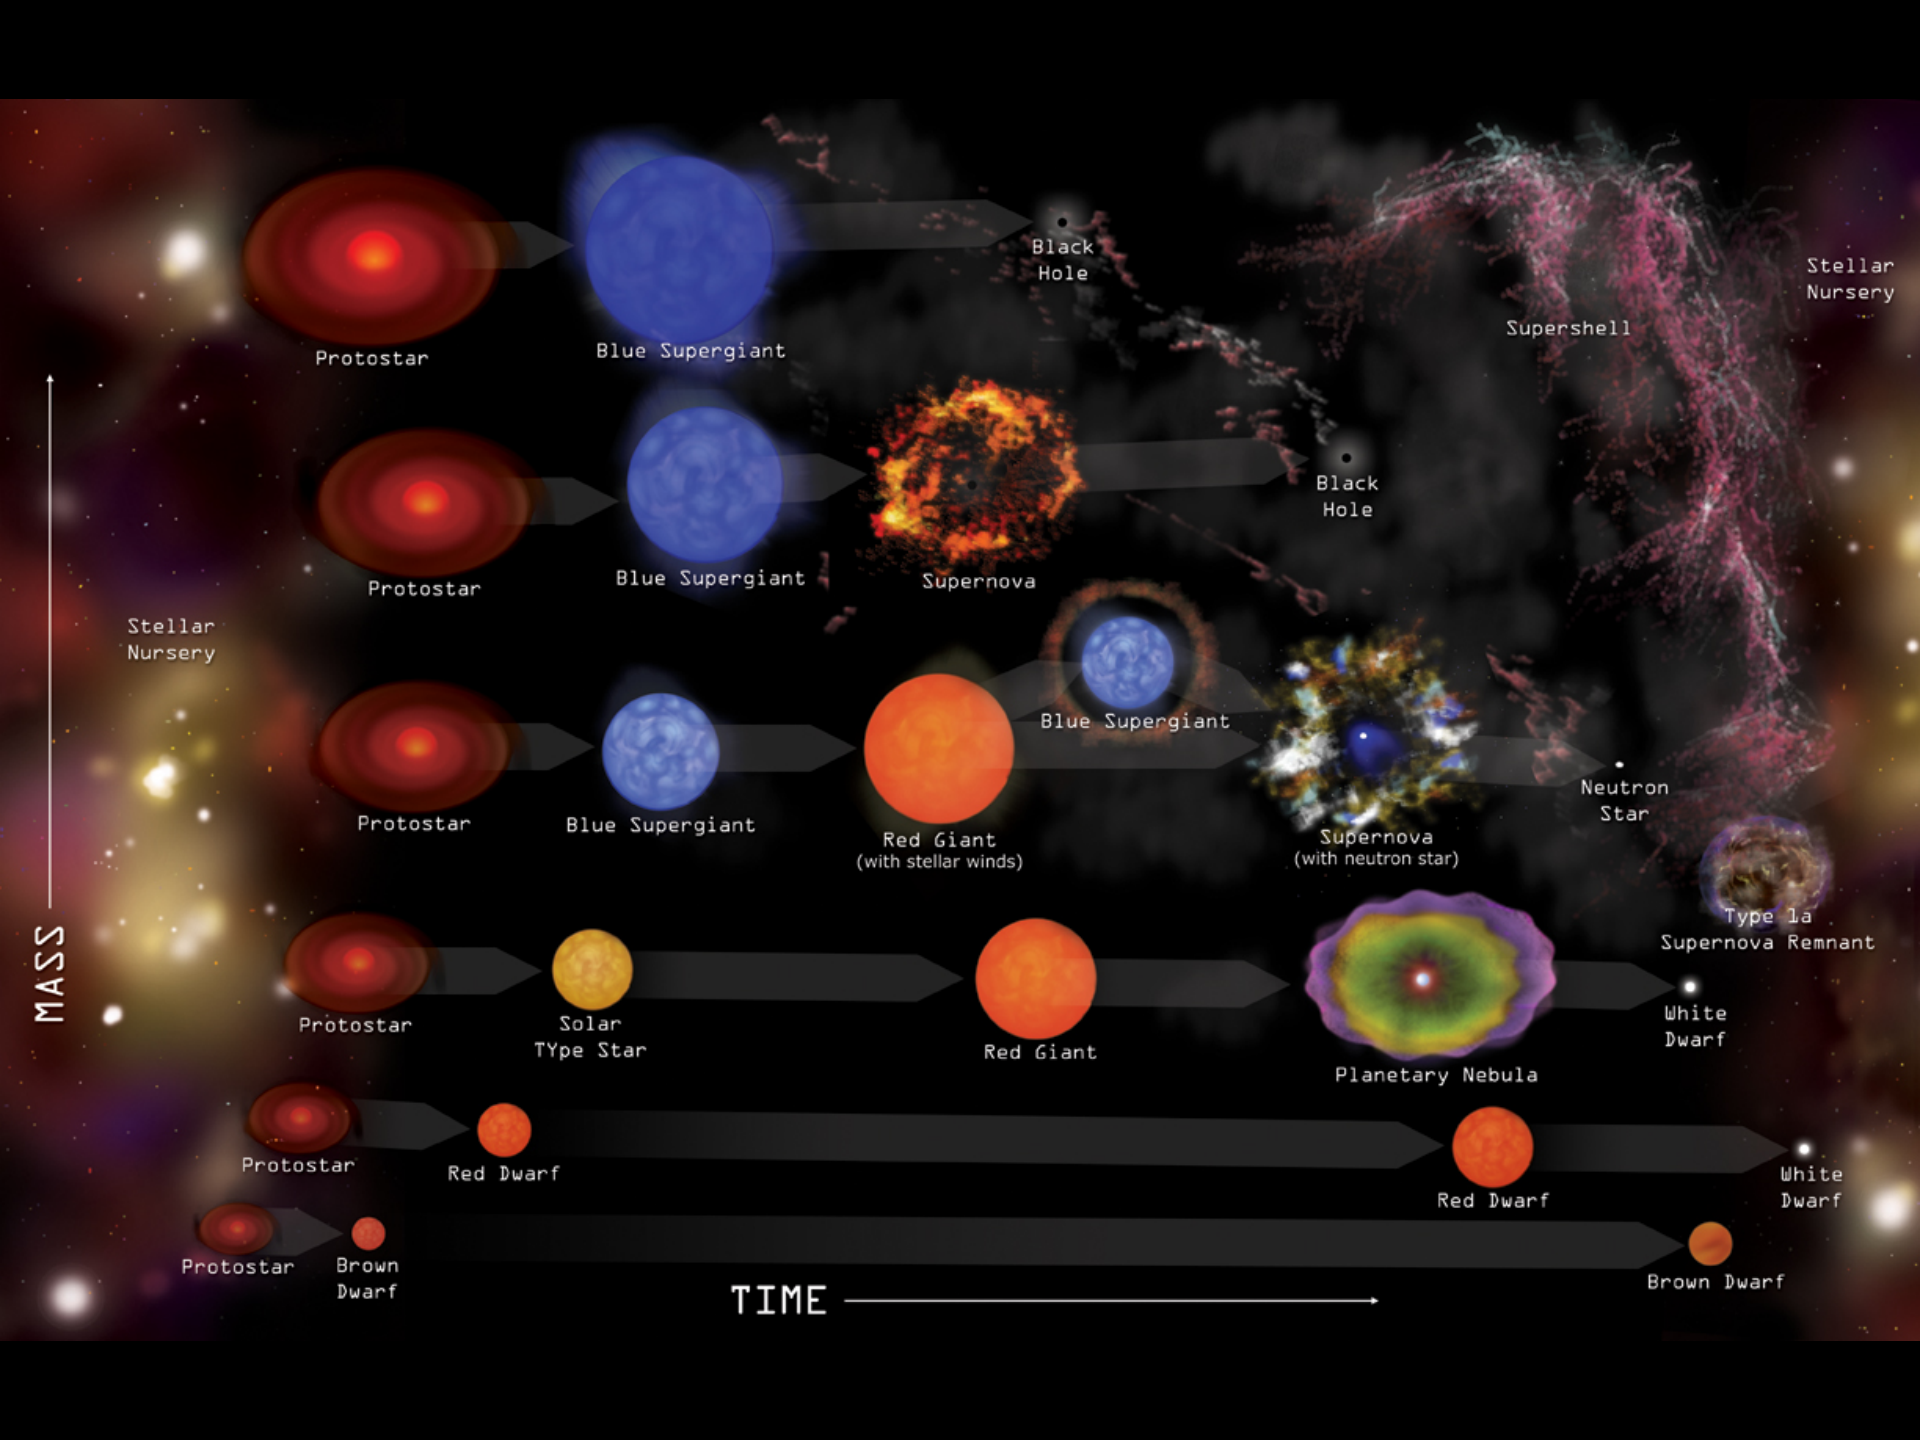 Protostar
Blue Supergiant
Black
Hole
Supershell
Stellar
Nursery
Protostar
Blue Supergiant
Supernova
Black
Hole
Stellar
Nursery
Protostar
Blue Supergiant
Red Giant
(with stellar winds)
Blue Supergiant
Supernova
(with neutron star)
Neutron
Star
Type 1a
Supernova Remnant
MASS
Protostar
Solar
TYpe Star
Red Giant
Planetary Nebula
White
Dwarf
Protostar
Red Dwarf
Red Dwarf
White
Dwarf
Protostar
Brown
Dwarf
Brown Dwarf
TIME